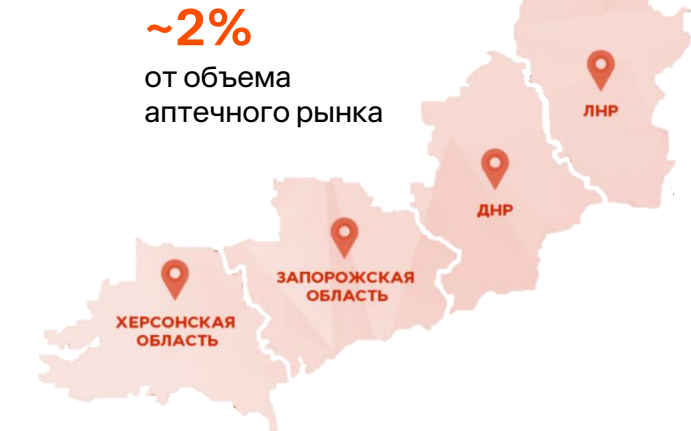 ~2%
от объема
аптечного рынка
ЛНР
ДНР
ЗАПОРОЖСКАЯ
ОБЛАСТЬ
ХЕРСОНСКАЯ
ОБЛАСТЬ